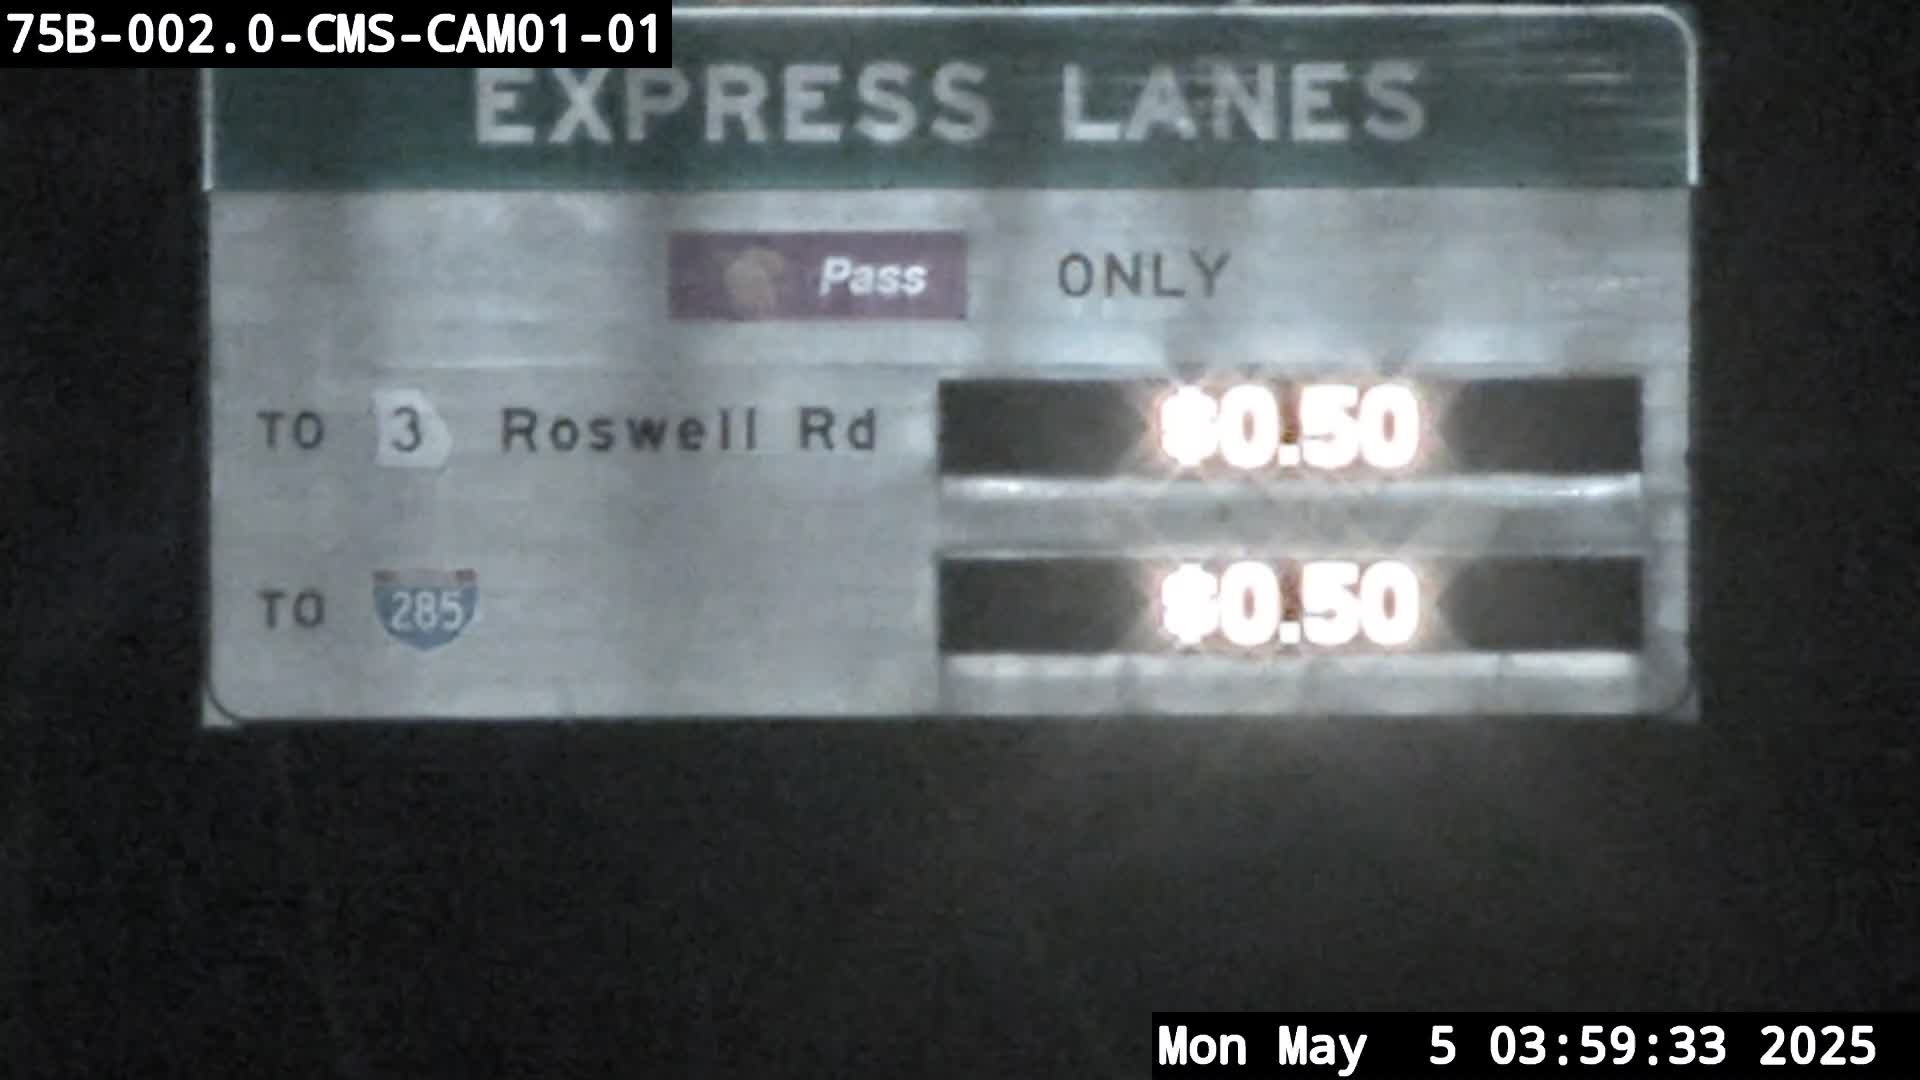 75B-002.0-CMS-CAM01-01
EXPRESS LANES
Pass ONLY
TO 3 Roswell Rd $0.50
TO 285 $0.50
Mon May 5 03:59:33 2025